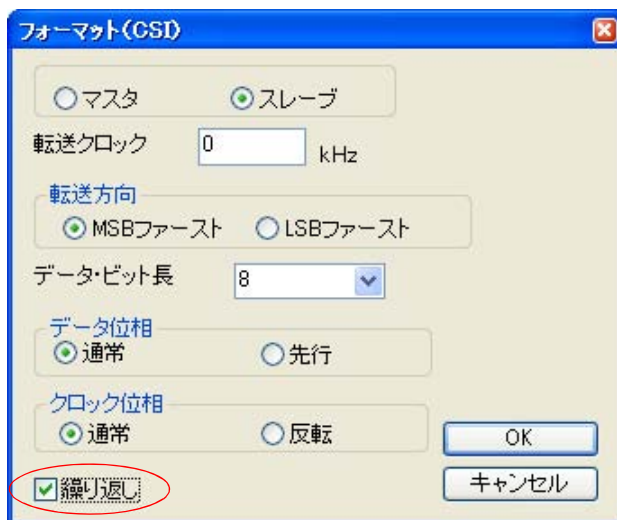 フォーマット(CSI)
マスタ スレーブ
転送クロック 0 kHz
転送方向
MSBファースト LSBファースト
データ・ビット長 8
データ位相
通常 先行
クロック位相
通常 反転
OK
繰り返し
キャンセル